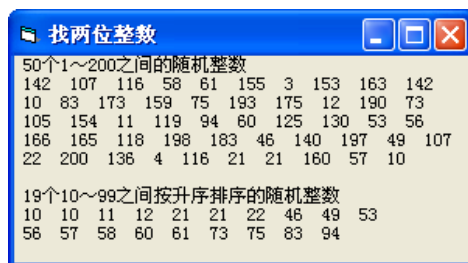 找两位整数
50个1～200之间的随机整数
142 107 116 58 61 155 3 153 163 142
10 83 173 159 75 193 175 12 190 73
105 154 11 119 94 60 125 130 53 56
166 165 118 198 183 46 140 197 49 107
22 200 136 4 116 21 21 160 57 10
19个10～99之间按升序排序的随机整数
10 10 11 12 21 21 22 46 49 53
56 57 58 60 61 73 75 83 94